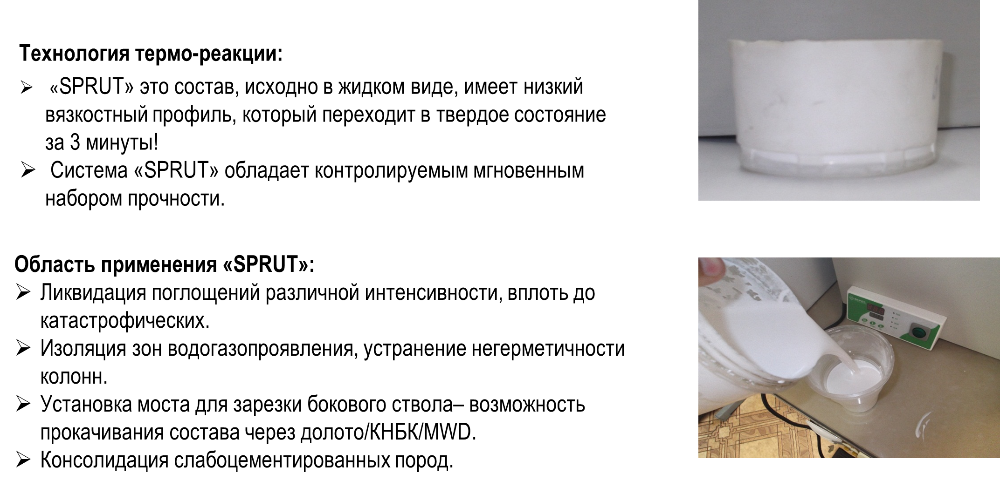 Технология термо-реакции:
➢ «SPRUT» это состав, исходно в жидком виде, имеет низкий
вязкостный профиль, который переходит в твердое состояние
за 3 минуты!
➢ Система «SPRUT» обладает контролируемым мгновенным
набором прочности.
Область применения «SPRUT»:
➢ Ликвидация поглощений различной интенсивности, вплоть до
катастрофических.
➢ Изоляция зон водогазопроявления, устранение негерметичности
колонн.
➢ Установка моста для зарезки бокового ствола– возможность
прокачивания состава через долото/КНБК/MWD.
➢ Консолидация слабоцементированных пород.